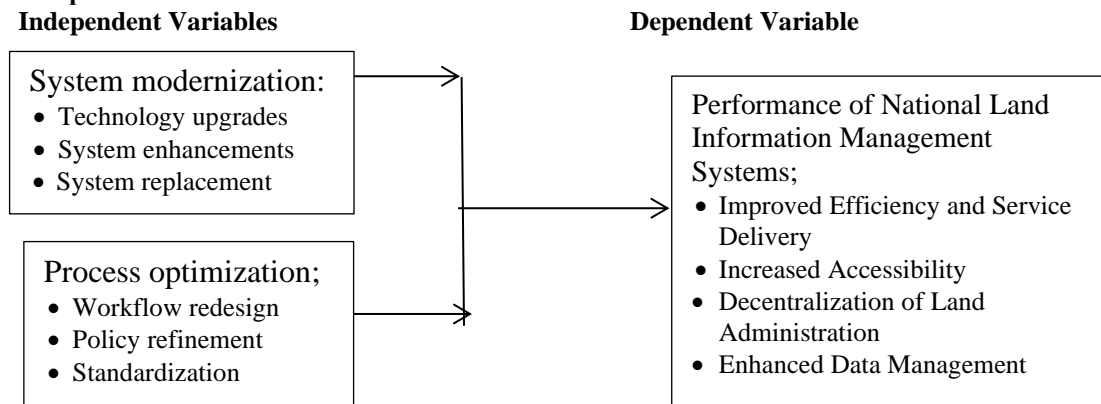 Independent Variables
Dependent Variable
System modernization:
• Technology upgrades
• System enhancements
• System replacement
Process optimization;
• Workflow redesign
• Policy refinement
• Standardization
Performance of National Land
Information Management
Systems;
• Improved Efficiency and Service
Delivery
• Increased Accessibility
• Decentralization of Land
Administration
• Enhanced Data Management